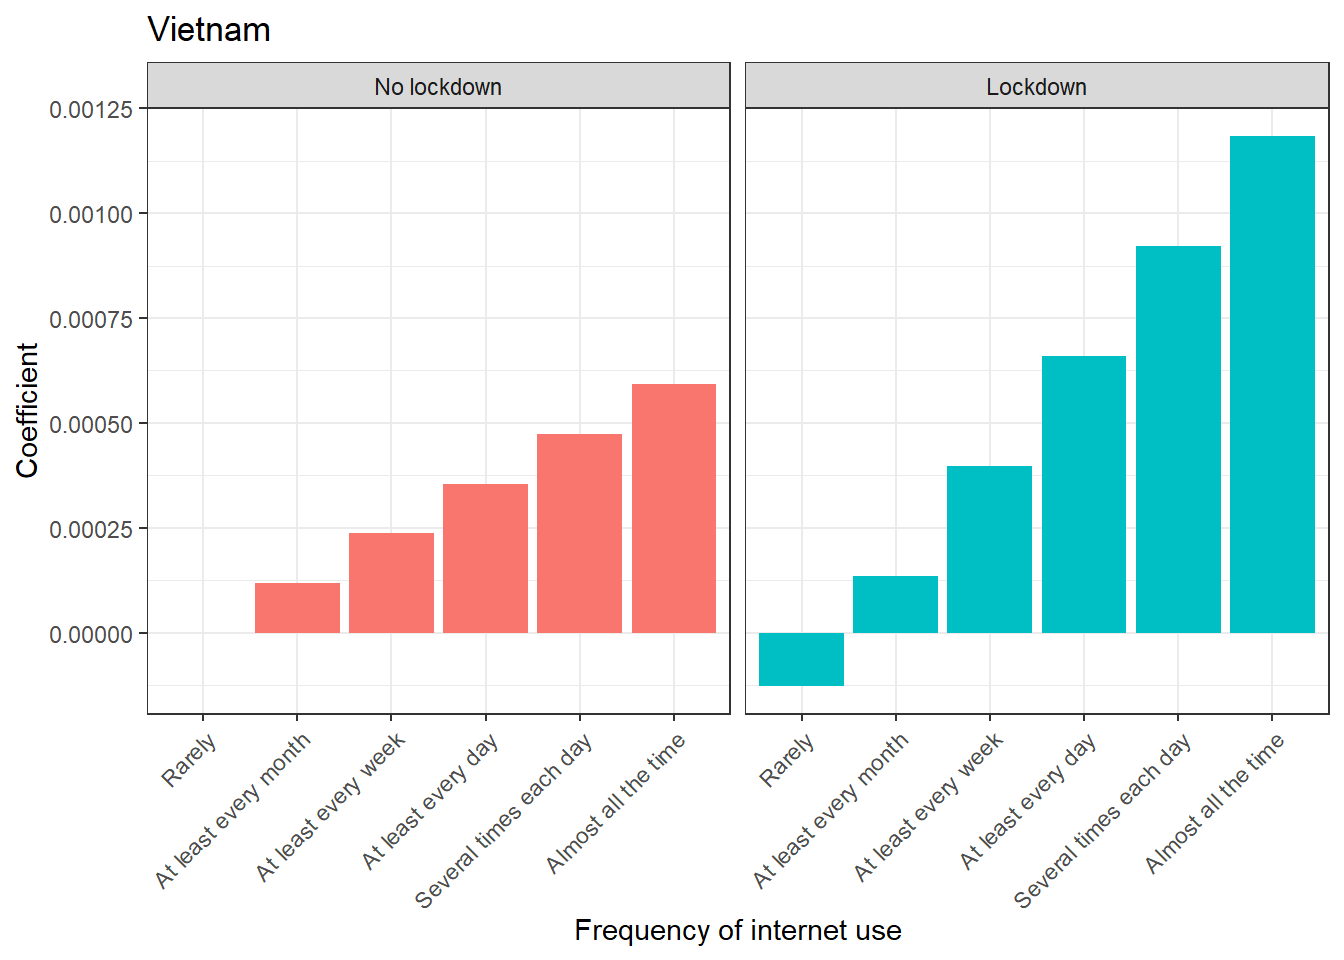 Vietnam
No lockdown
Lockdown
Coefficient
0.00125
0.00100
0.00075
0.00050
0.00025
0.00000
Rarely
At least every month
At least every week
At least every day
Several times each day
Almost all the time
Rarely
At least every month
At least every week
At least every day
Several times each day
Almost all the time
Frequency of internet use